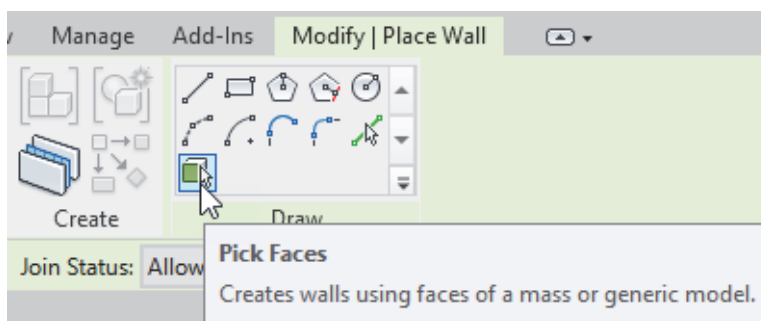 Manage Add-Ins Modify | Place Wall
Create Draw
Join Status: Allow
Pick Faces
Creates walls using faces of a mass or generic model.